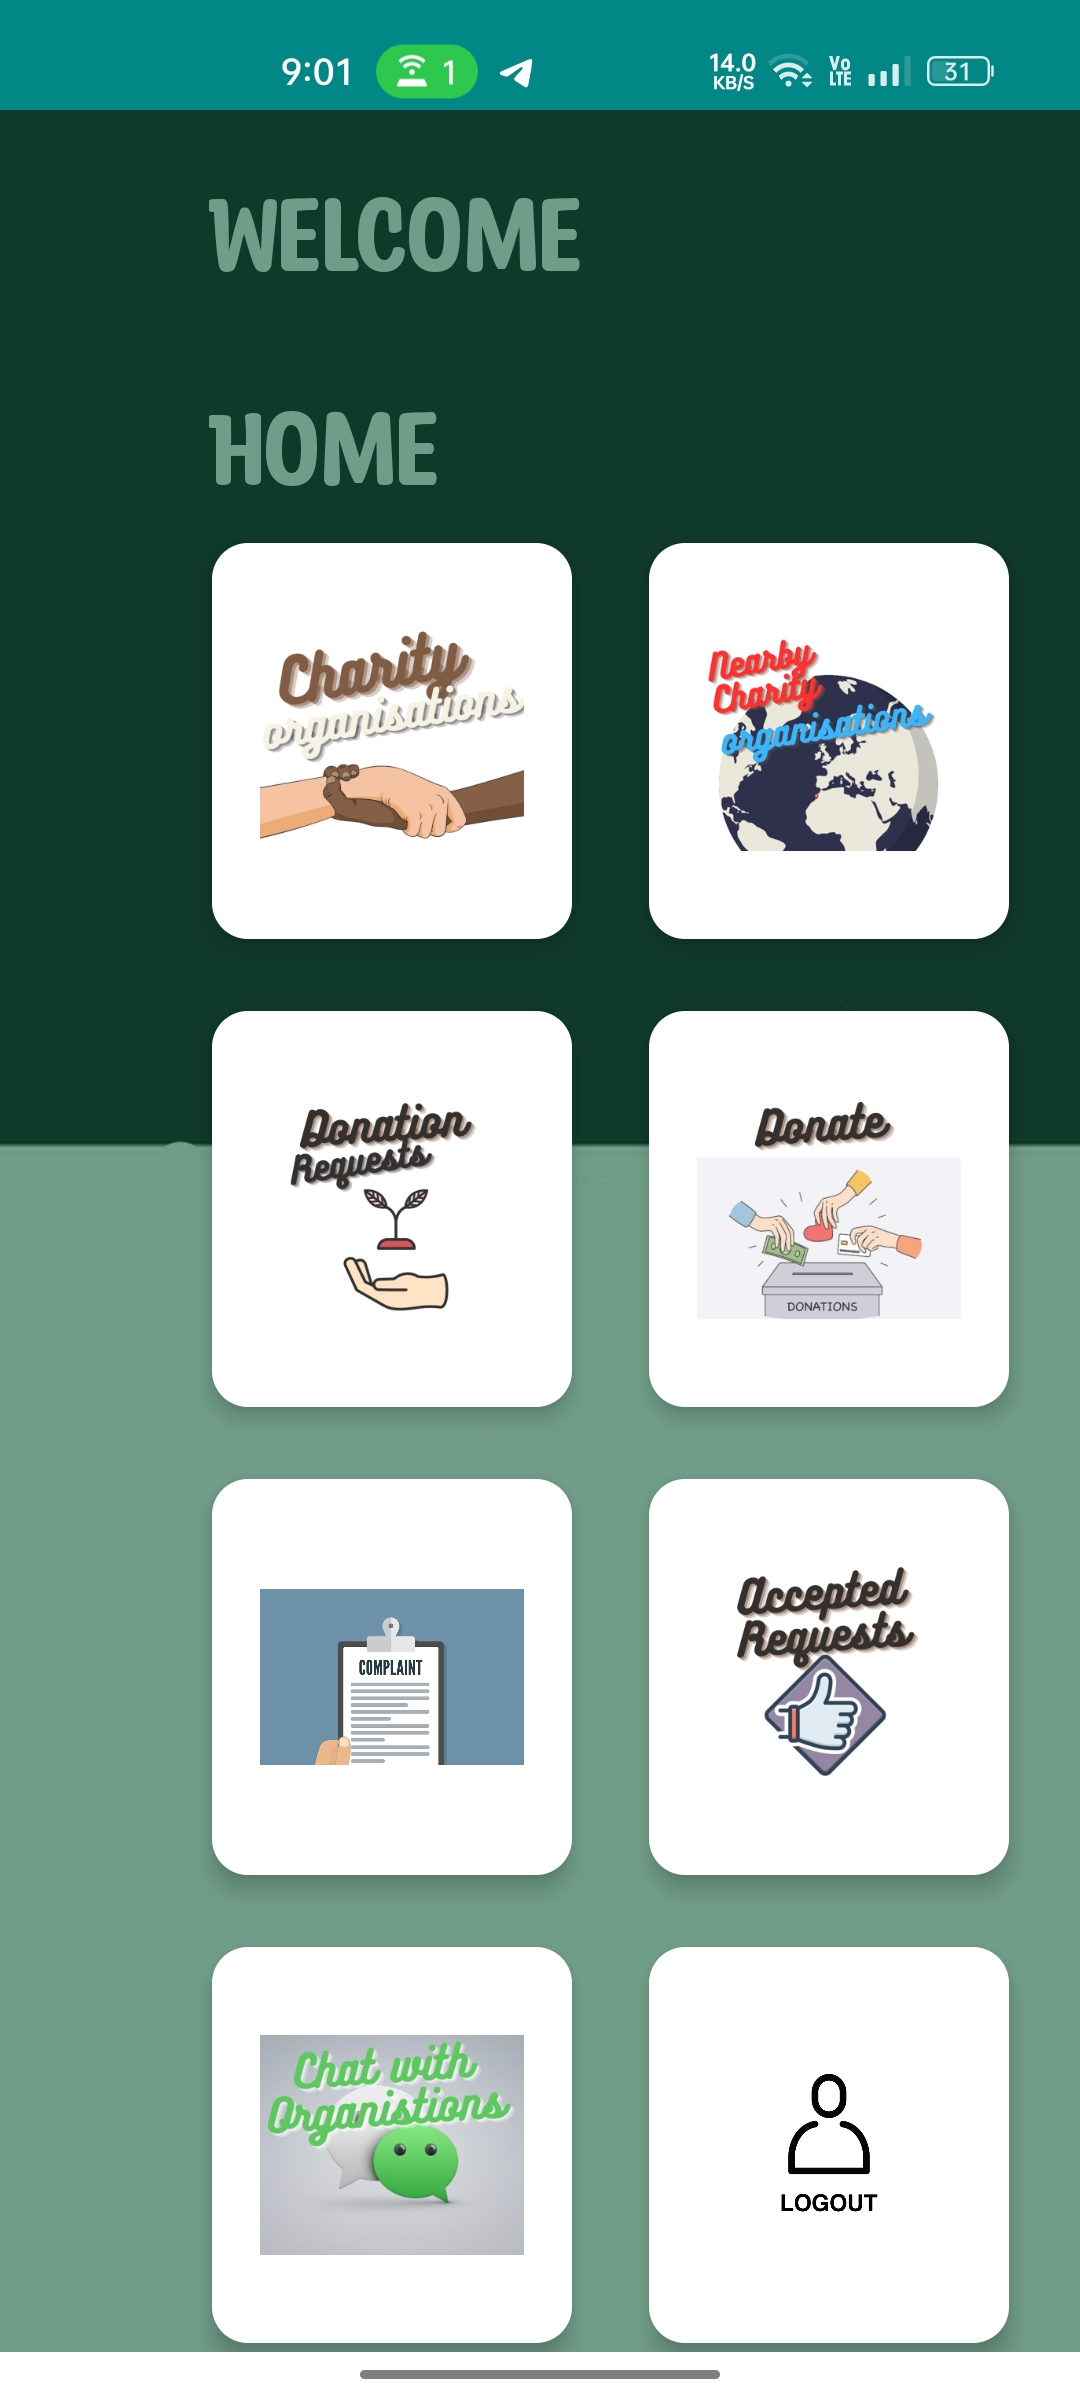 9:01
1
14.0
KB/S
Vo
LTE
31
WELCOME
HOME
Charity
organisations
Nearby
Charity
organisations
Donation
Requests
Donate
DONATIONS
COMPLAINT
Accepted
Requests
Chat with
Organistions
LOGOUT